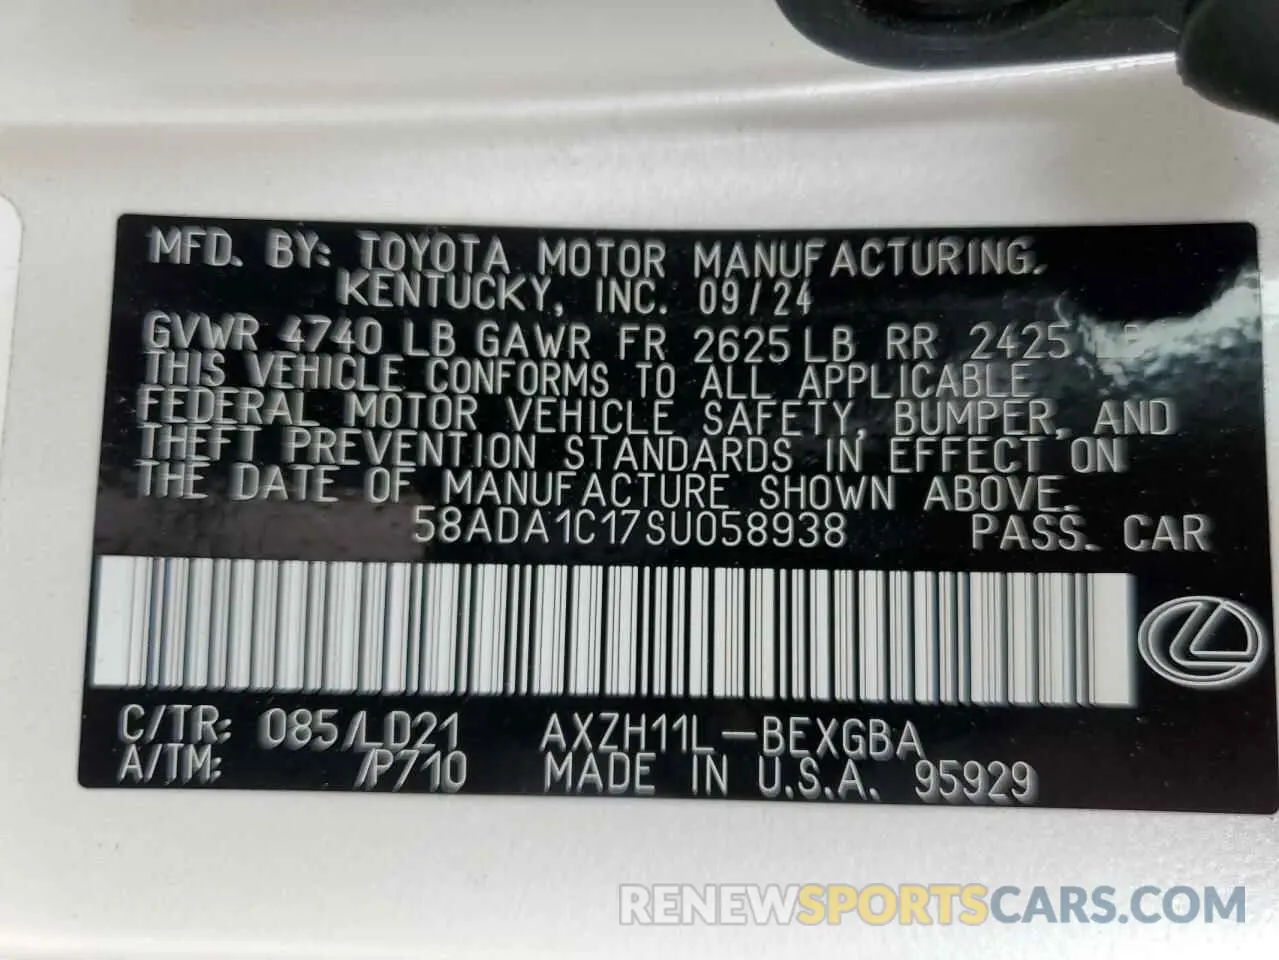 MFD. BY: TOYOTA MOTOR MANUFACTURING,
KENTUCKY, INC. 09/24
GVWR 4740 LB GAWR FR 2625 LB RR 2425 LB
THIS VEHICLE CONFORMS TO ALL APPLICABLE
FEDERAL MOTOR VEHICLE SAFETY, BUMPER, AND
THEFT PREVENTION STANDARDS IN EFFECT ON
THE DATE OF MANUFACTURE SHOWN ABOVE.
58ADA1C17SU058938 PASS. CAR
C/TR: 085/LD21 AXZH11L-BEXGBA
A/TM: /P710 MADE IN U.S.A. 95929
RENEWSPORTSCARS.COM